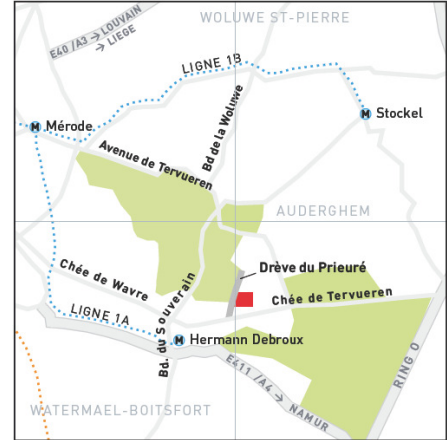 WOLUWE ST-PIERRE
E40 /A3 → LOUVAIN
→ LIEGE
LIGNE 1B
M Mérode
M Stockel
Bd de la Woluwe
Avenue de Tervueren
AUDERGHEM
Drève du Prieuré
Chée de Wavre
Chée de Tervueren
LIGNE 1A
Bd. du Souverain
M Hermann Debroux
E411 /A4 → NAMUR
RING O
WATERMAEL-BOITSFORT